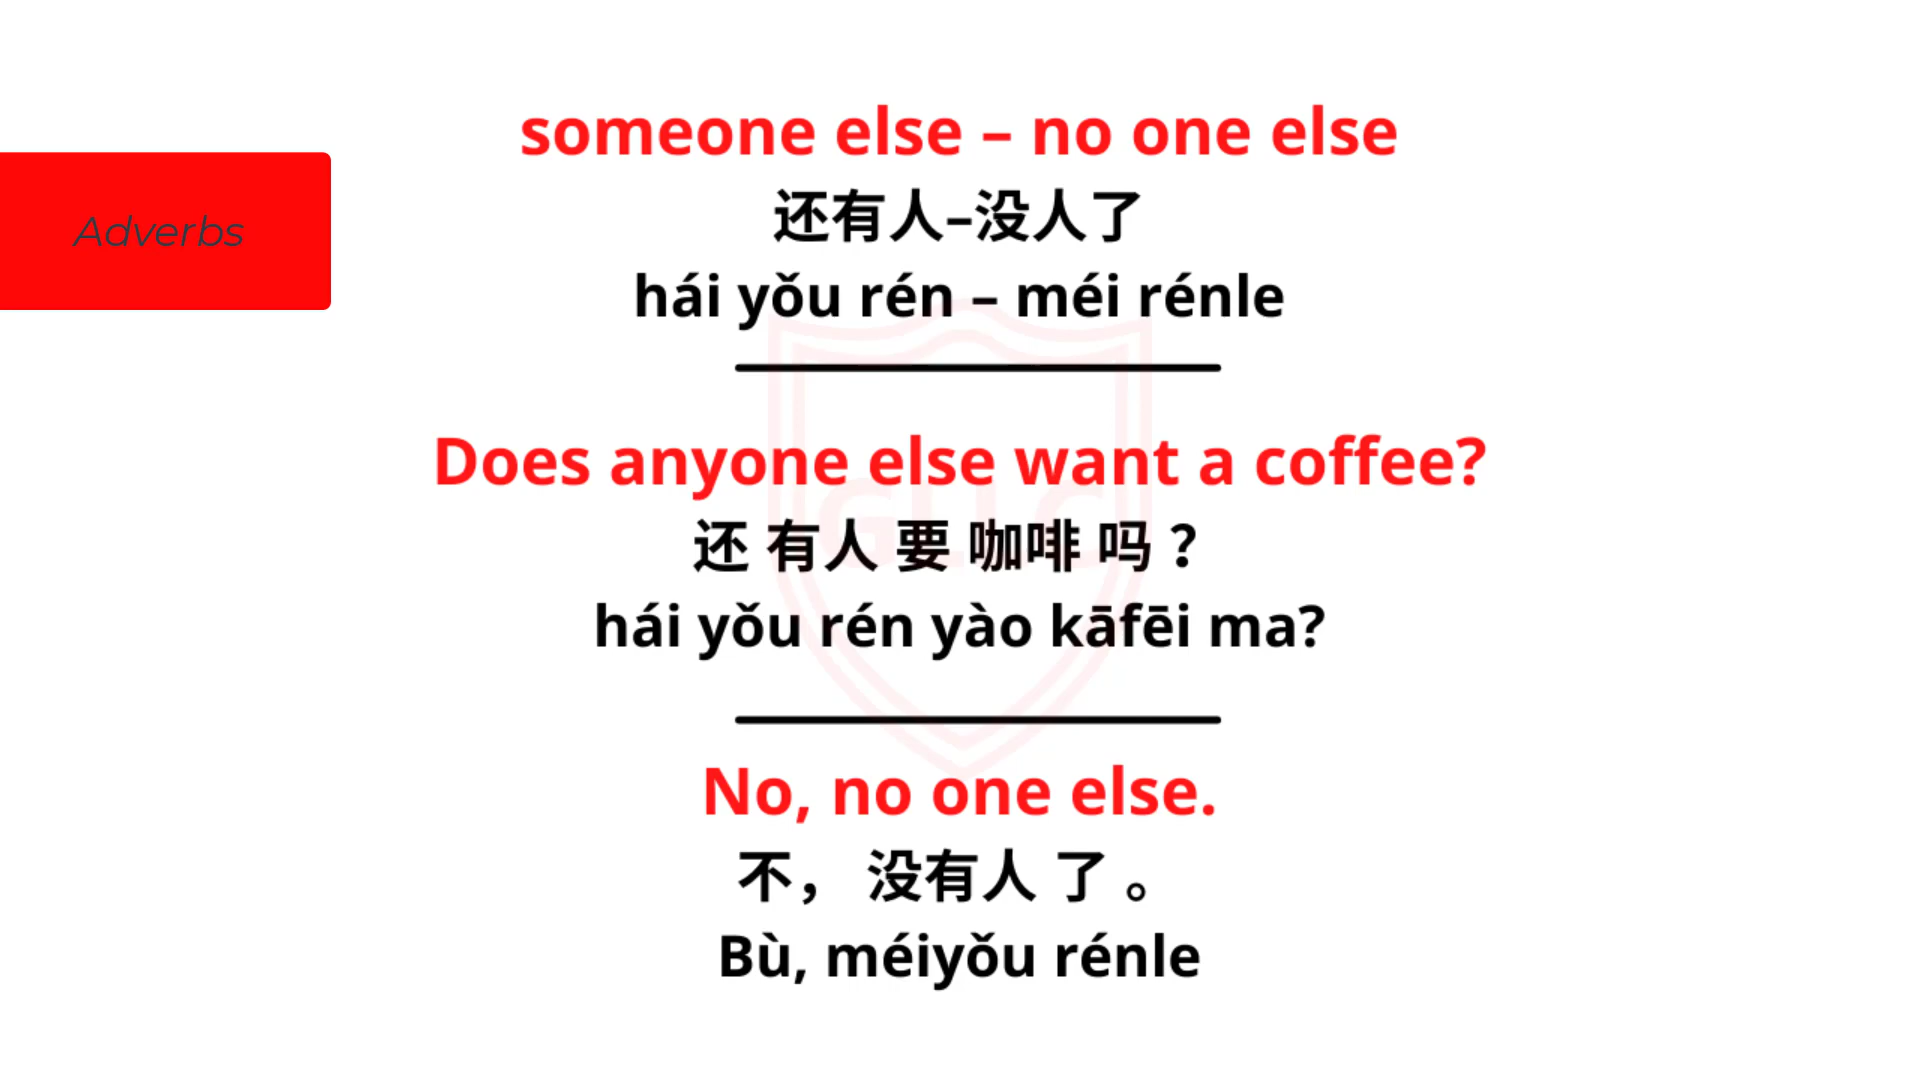 someone else – no one else
Adverbs
还有人–没人了
hái yǒu rén – méi rénle
Does anyone else want a coffee?
还 有人 要 咖啡 吗 ？
hái yǒu rén yào kāfēi ma?
No, no one else.
不， 没有人 了 。
Bù, méiyǒu rénle
GLLC